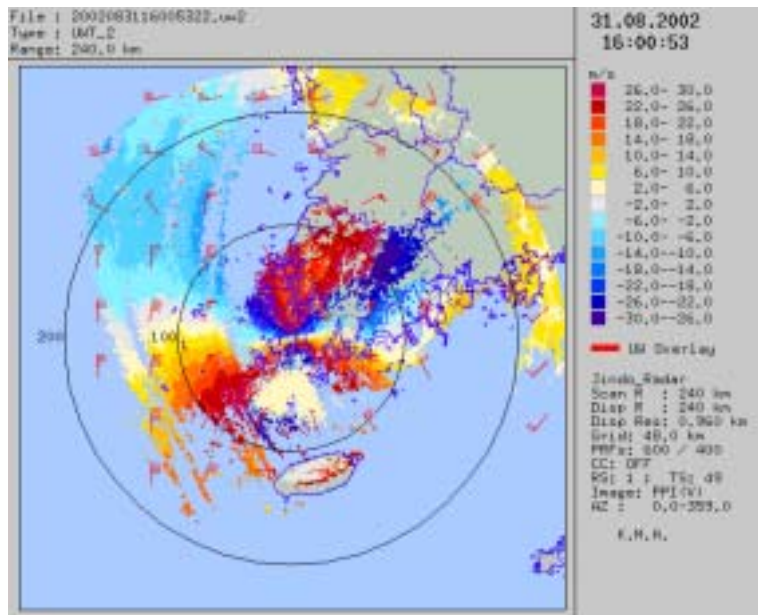 File : 2002083116005322.uw2
Type : UWT_2
Range: 240.0 km
31.08.2002
16:00:53
m/s
26.0- 30.0
22.0- 26.0
18.0- 22.0
14.0- 18.0
10.0- 14.0
6.0- 10.0
2.0- 6.0
-2.0- 2.0
-6.0- -2.0
-10.0- -6.0
-14.0--10.0
-18.0--14.0
-22.0--18.0
-26.0--22.0
-30.0--26.0
UW Overlay
200
100
Jindo_Radar
Scan R : 240 km
Disp R : 240 km
Disp Res: 0.960 km
Grid: 48.0 km
PRFs: 600 / 400
CC: OFF
RS: 1 ; TS: 48
Image: PPI(V)
AZ : 0.0-359.0
K.M.A.